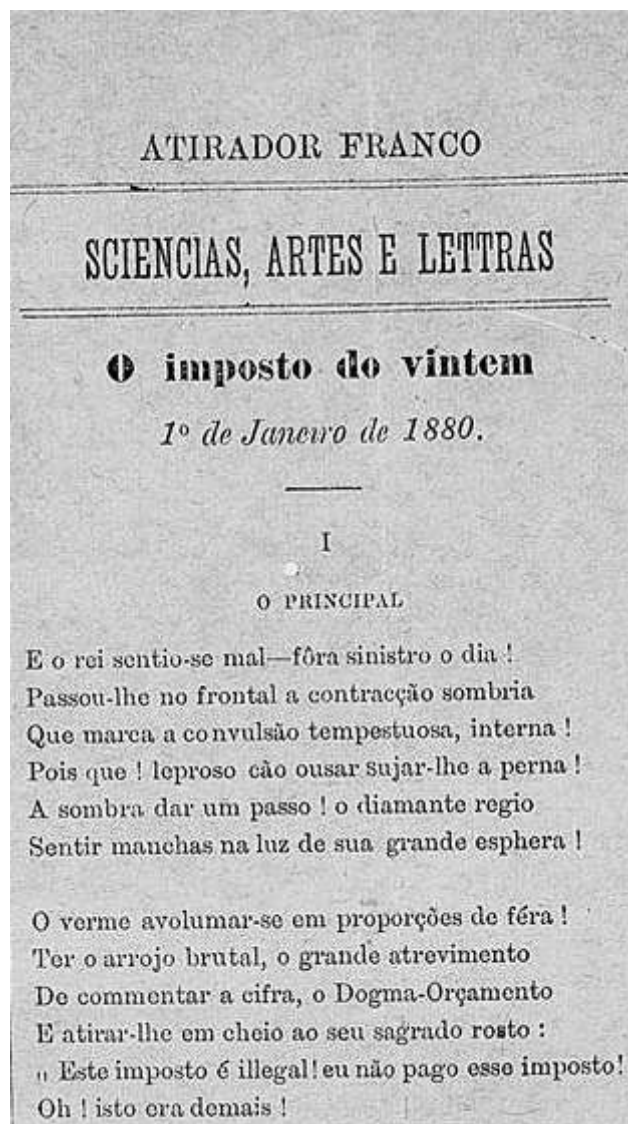 ATIRADOR FRANCO
SCIENCIAS, ARTES E LETTRAS
O imposto do vintem
1º de Janeiro de 1880.
I
O PRINCIPAL
E o rei sentio-se mal—fôra sinistro o dia !
Passou-lhe no frontal a contracção sombria
Que marca a convulsão tempestuosa, interna !
Pois que ! leproso cão ousar sujar-lhe a perna !
A sombra dar um passo ! o diamante regio
Sentir manchas na luz de sua grande esphera !
O verme avolumar-se em proporções de féra !
Ter o arrojo brutal, o grande atrevimento
De commentar a cifra, o Dogma-Orçamento
E atirar-lhe em cheio ao seu sagrado rosto :
„ Este imposto é illegal! eu não pago esse imposto!
Oh ! isto era demais !